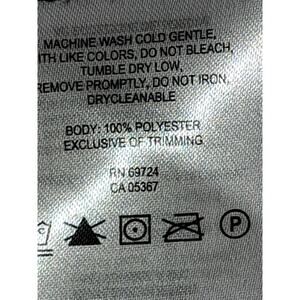 MACHINE WASH COLD GENTLE,
WITH LIKE COLORS, DO NOT BLEACH,
TUMBLE DRY LOW,
REMOVE PROMPTLY, DO NOT IRON,
DRYCLEANABLE
BODY: 100% POLYESTER
EXCLUSIVE OF TRIMMING
RN 69724
CA 05367
P